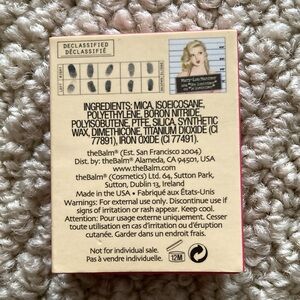 DECLASSIFIED
DÉCLASSIFIÉ
Mary-Lou Manizer
INGREDIENTS: MICA, ISOEICOSANE,
POLYETHYLENE, BORON NITRIDE,
POLYISOBUTENE, PTFE, SILICA, SYNTHETIC
WAX, DIMETHICONE, TITANIUM DIOXIDE (CI
77891), IRON OXIDE (CI 77491).
theBalm® (Est. San Francisco 2004)
Dist. by: theBalm® Alameda, CA 94501, USA
theBalm® (Cosmetics) Ltd. 64, Sutton Park,
Sutton, Dublin 13, Ireland
Made in the USA • Fabriqué aux États-Unis
Warnings: For external use only. Discontinue use if
signs of irritation or rash appear. Keep cool.
Attention: Pour usage externe uniquement. Cesser
toute utilisation en cas d'irritation ou d'éruption
cutanée. Garder dans un endroit frais.
Not for individual sale.
Pas à vendre individuelle.
12M